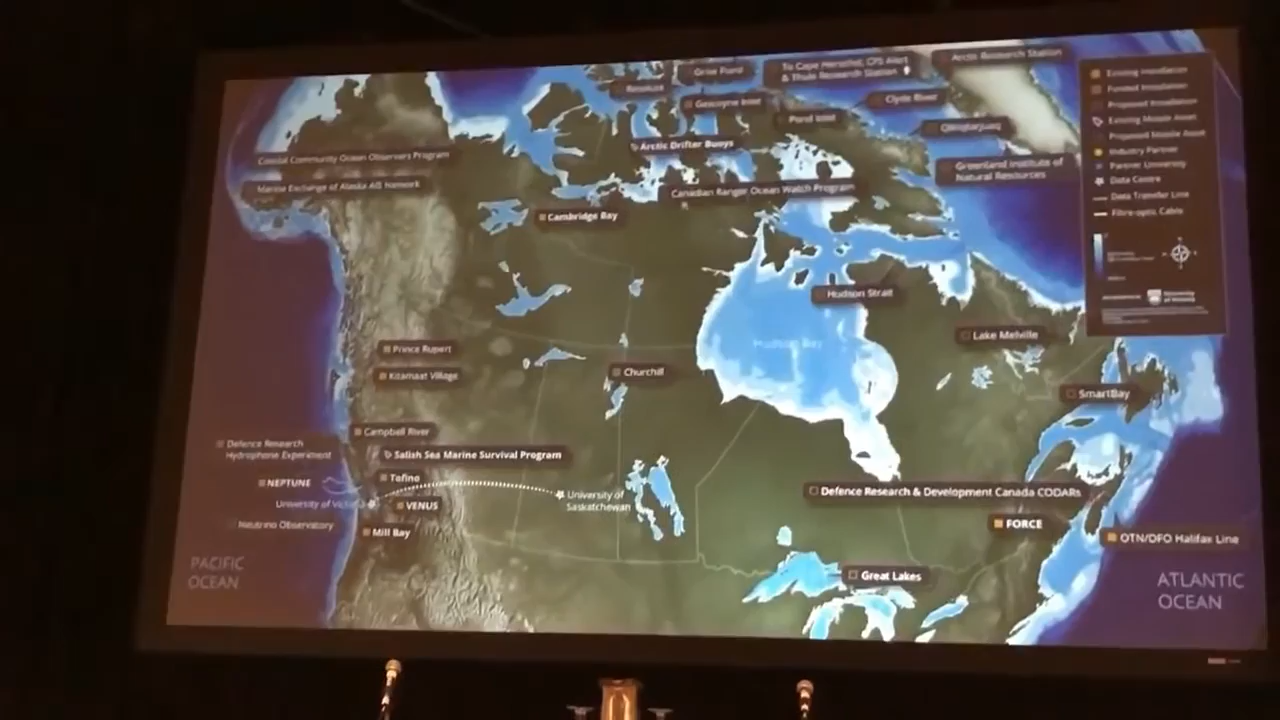 Arctic Research Station
To Cape Herschel, CFS Alert
& Thule Research Station
Grise Fiord
Resolute
Gascoyne Inlet
Clyde River
Pond Inlet
Qikiqtarjuaq
Arctic Drifter Buoys
Coastal Community Ocean Observers Program
Greenland Institute of
Natural Resources
Marine Exchange of Alaska AIS Network
Canadian Ranger Ocean Watch Program
Cambridge Bay
Hudson Strait
Lake Melville
Hudson Bay
Prince Rupert
Kitamaat Village
Churchill
SmartBay
Campbell River
Defence Research
Hydrophone Experiment
Salish Sea Marine Survival Program
Tofino
NEPTUNE
University of Victoria
VENUS
University of
Saskatchewan
Defence Research & Development Canada CODARs
Neutrino Observatory
Mill Bay
FORCE
OTN/DFO Halifax Line
Great Lakes
PACIFIC
OCEAN
ATLANTIC
OCEAN
Existing Installation
Funded Installation
Proposed Installation
Existing Mobile Asset
Proposed Mobile Asset
Industry Partner
Partner University
Data Centre
Data Transfer Line
Fibre-optic Cable
University
of Victoria